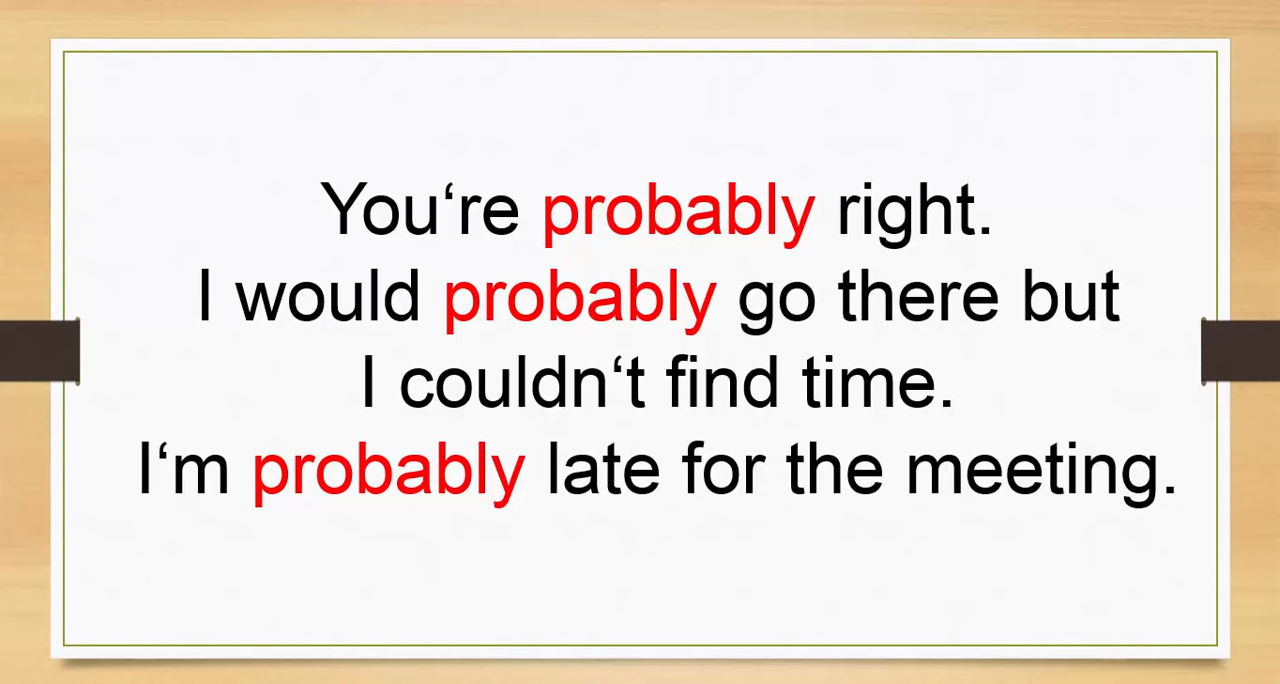 You‘re probably right.
I would probably go there but
I couldn‘t find time.
I‘m probably late for the meeting.